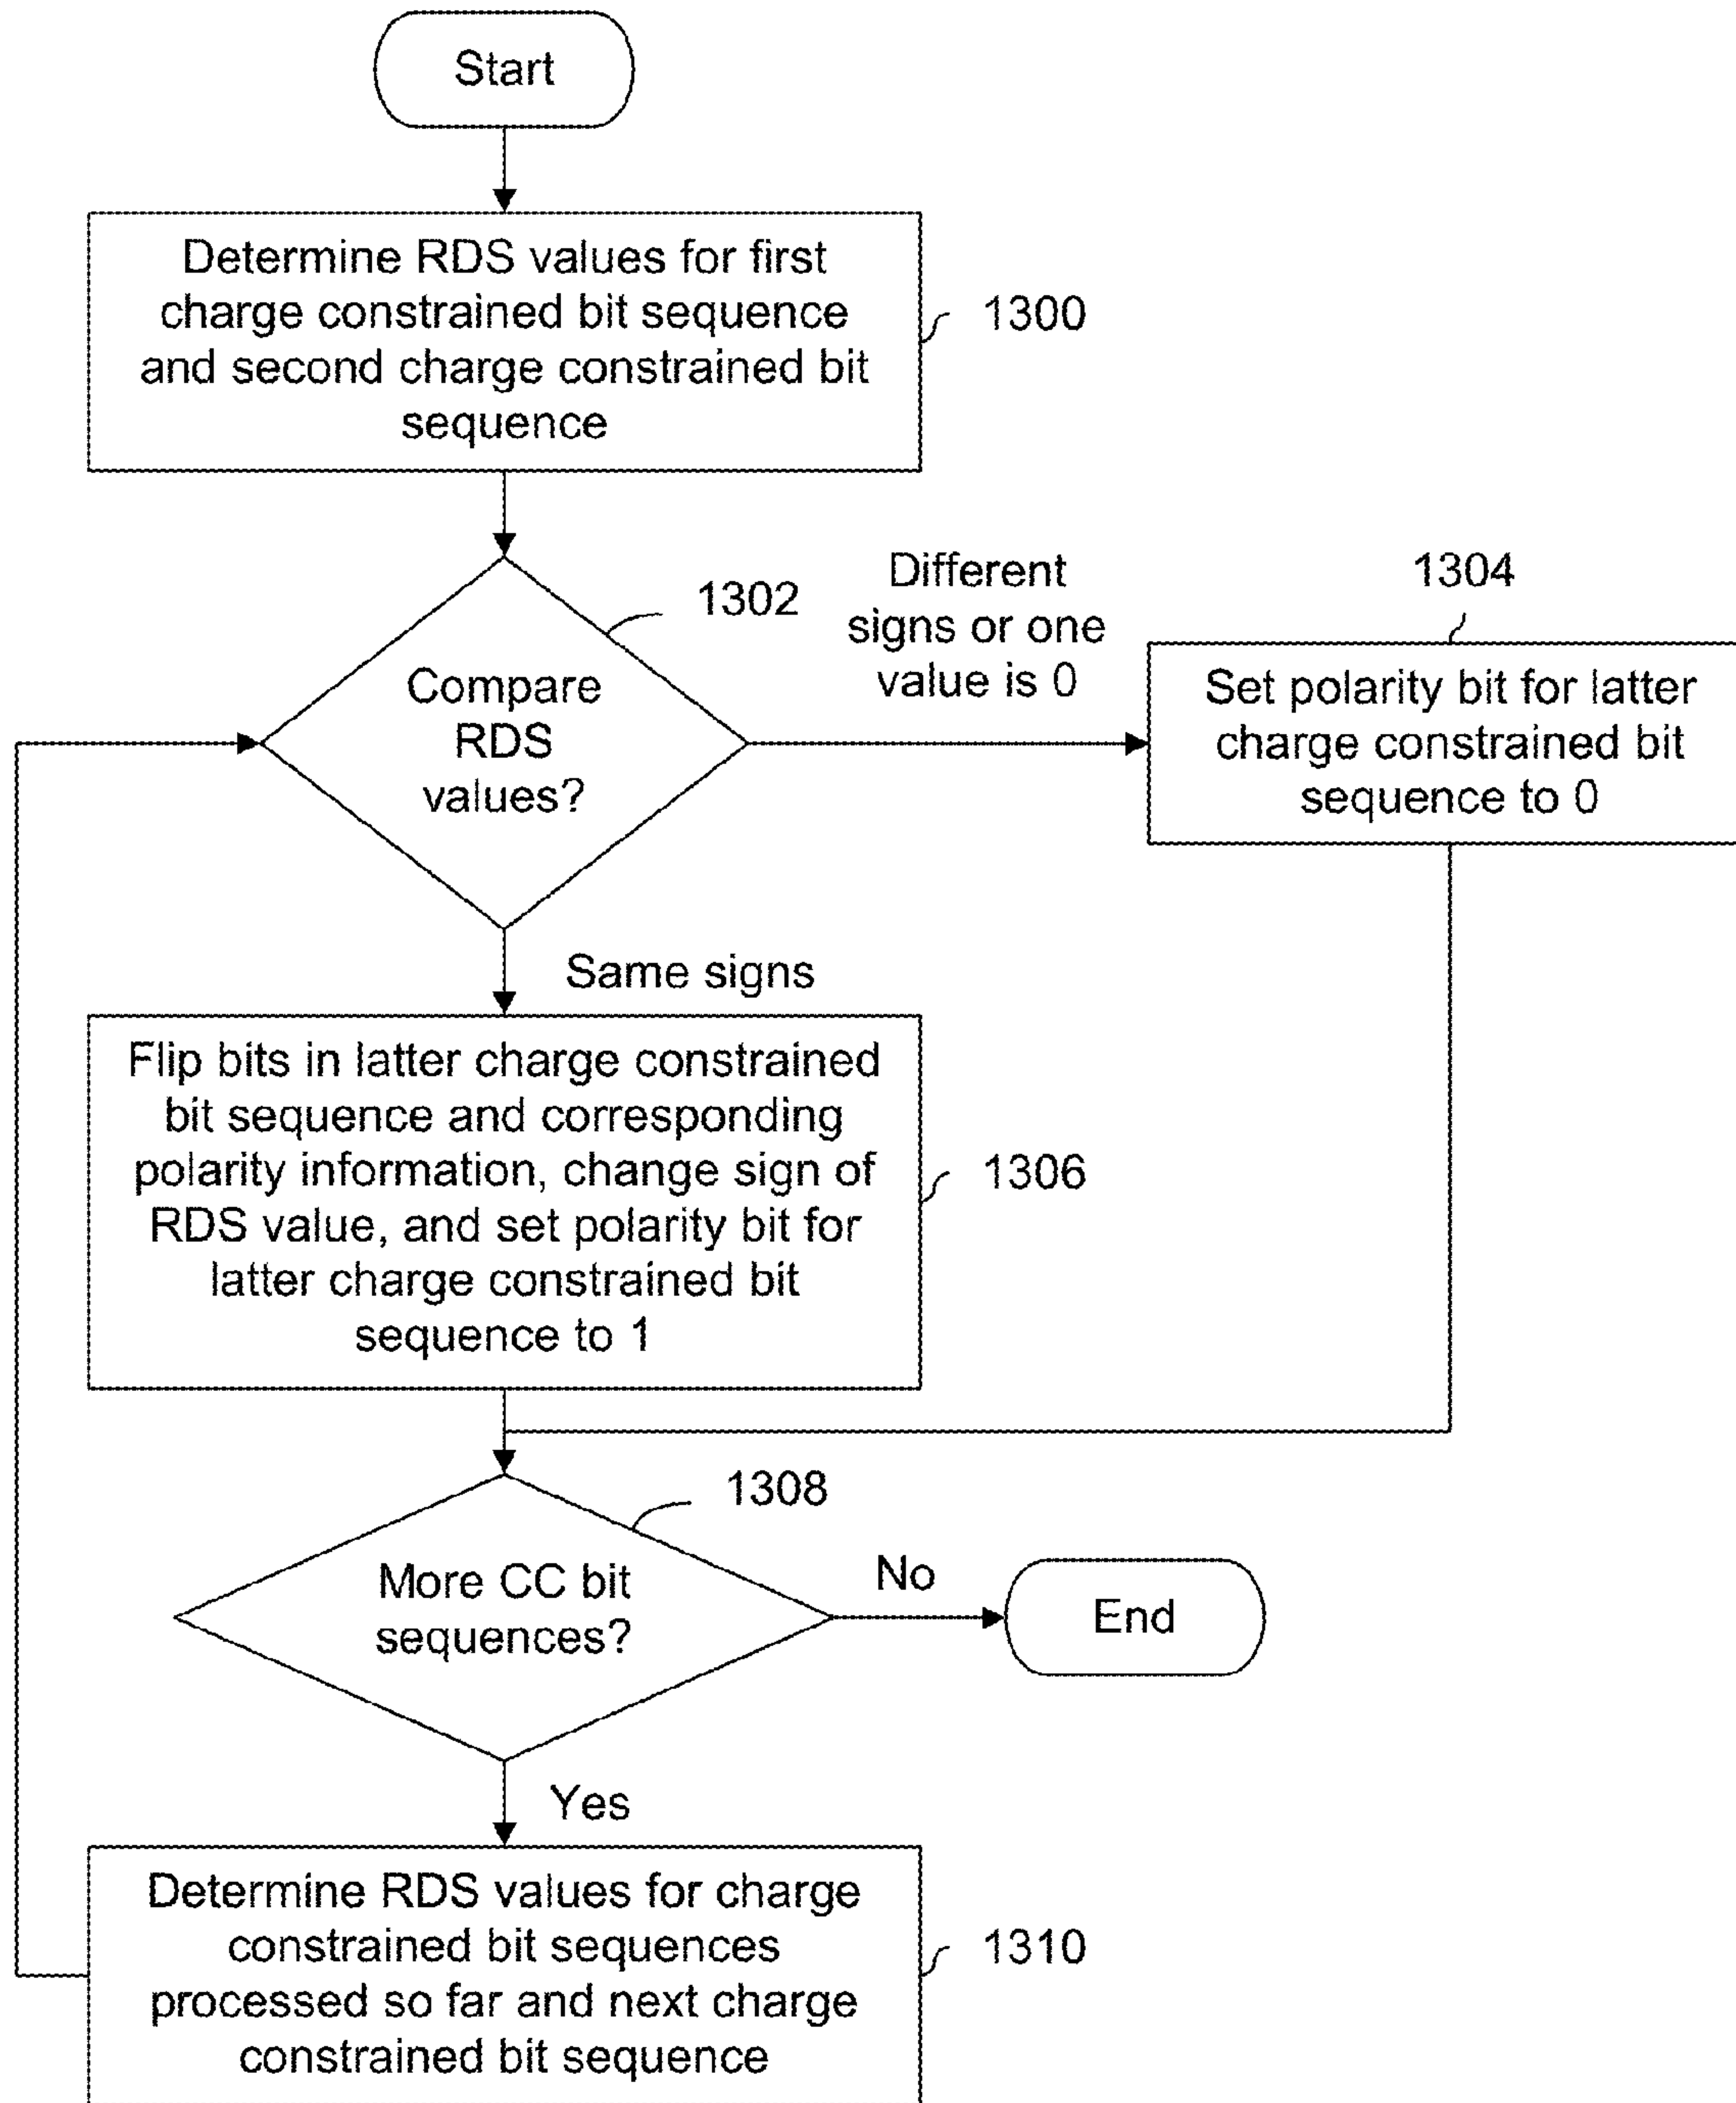 Start
Determine RDS values for first
charge constrained bit sequence
and second charge constrained bit
sequence
1300
1302
Compare
RDS
values?
Different
signs or one
value is 0
1304
Set polarity bit for latter
charge constrained bit
sequence to 0
Same signs
Flip bits in latter charge constrained
bit sequence and corresponding
polarity information, change sign of
RDS value, and set polarity bit for
latter charge constrained bit
sequence to 1
1306
1308
More CC bit
sequences?
No
End
Yes
Determine RDS values for charge
constrained bit sequences
processed so far and next charge
constrained bit sequence
1310